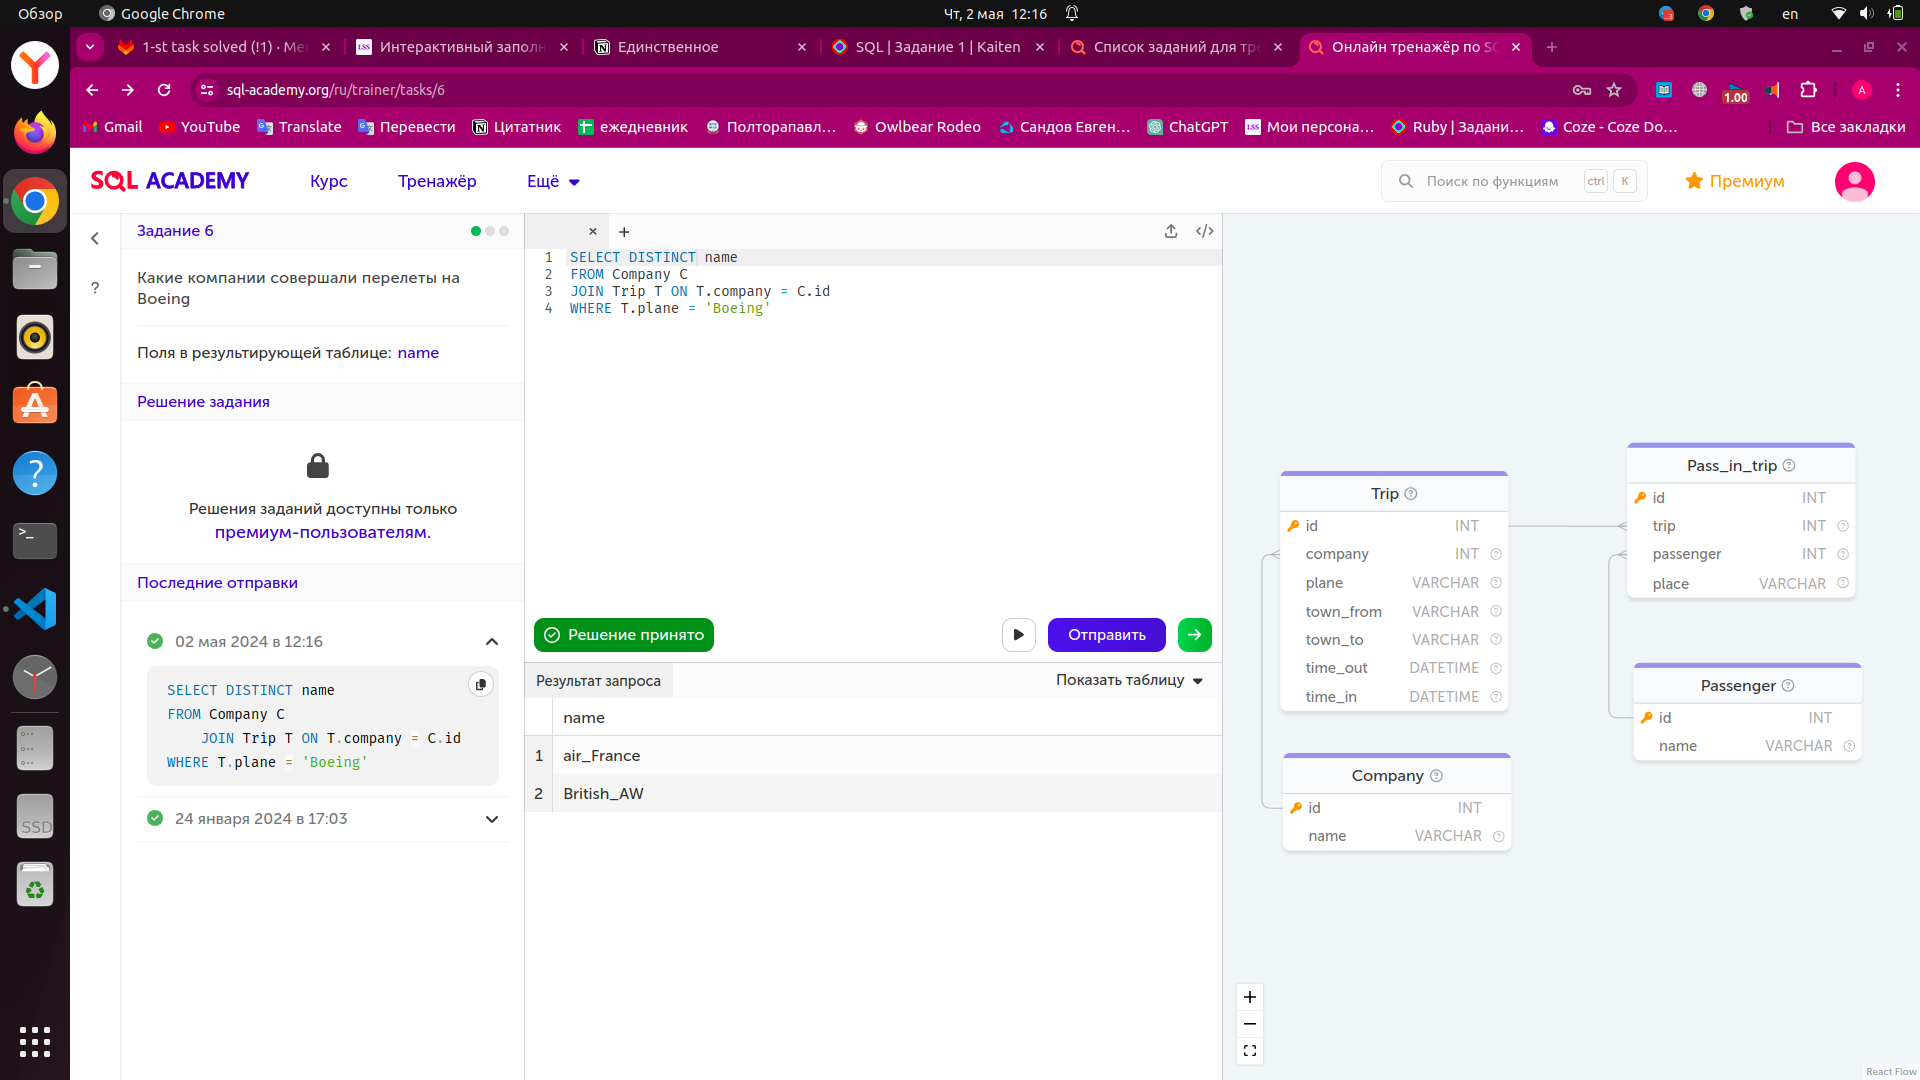 Обзор
Google Chrome
Чт, 2 мая 12:16
en
1-st task solved (!1) · Me
Интерактивный заполн
Единственное
SQL | Задание 1 | Kaiten
Список заданий для тре
Онлайн тренажёр по SQ
sql-academy.org/ru/trainer/tasks/6
1.00
A
Gmail
YouTube
Translate
Перевести
Цитатник
ежедневник
Полторапавл...
Owlbear Rodeo
Сандов Евген...
ChatGPT
LSS
Мои персона...
Ruby | Задани...
Coze - Coze Do...
Все закладки
SQL ACADEMY
Курс
Тренажёр
Ещё
Поиск по функциям
ctrl
K
Премиум
Задание 6
Какие компании совершали перелеты на
Boeing
Поля в результирующей таблице: name
Решение задания
Решения заданий доступны только
премиум-пользователям.
Последние отправки
02 мая 2024 в 12:16
SELECT DISTINCT name
FROM Company C
JOIN Trip T ON T.company = C.id
WHERE T.plane = 'Boeing'
24 января 2024 в 17:03
1 SELECT DISTINCT name
2 FROM Company C
3 JOIN Trip T ON T.company = C.id
4 WHERE T.plane = 'Boeing'
Решение принято
Отправить
Результат запроса
Показать таблицу
name
1 air_France
2 British_AW
Trip
id INT
company INT
plane VARCHAR
town_from VARCHAR
town_to VARCHAR
time_out DATETIME
time_in DATETIME
Company
id INT
name VARCHAR
Pass_in_trip
id INT
trip INT
passenger INT
place VARCHAR
Passenger
id INT
name VARCHAR
React Flow
SSD